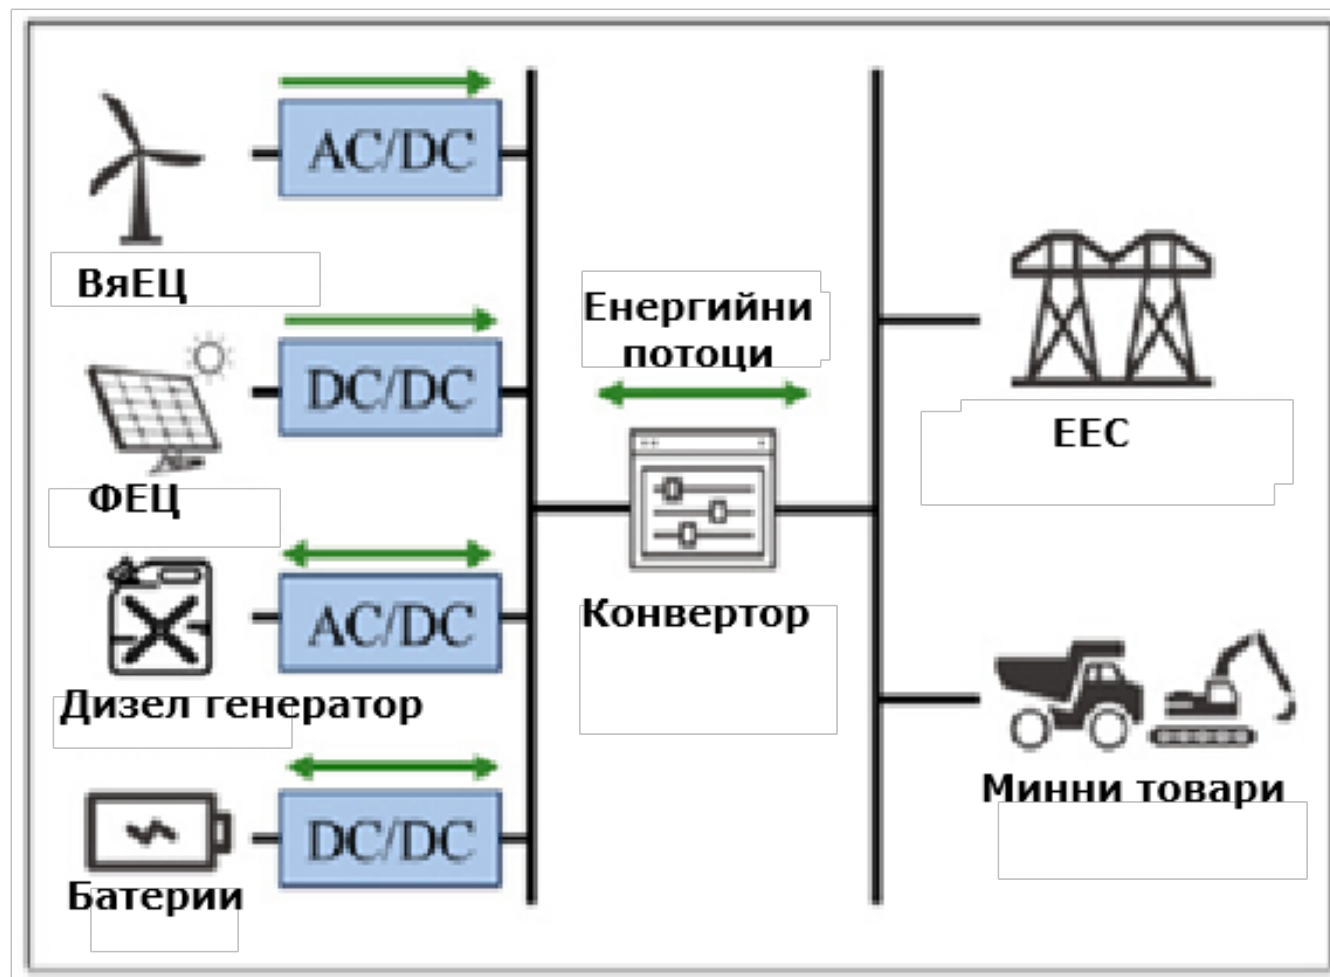 AC/DC
ВяЕЦ
DC/DC
ФЕЦ
AC/DC
Дизел генератор
DC/DC
Батерии
Енергийни
потоци
Конвертор
ЕЕС
Минни товари